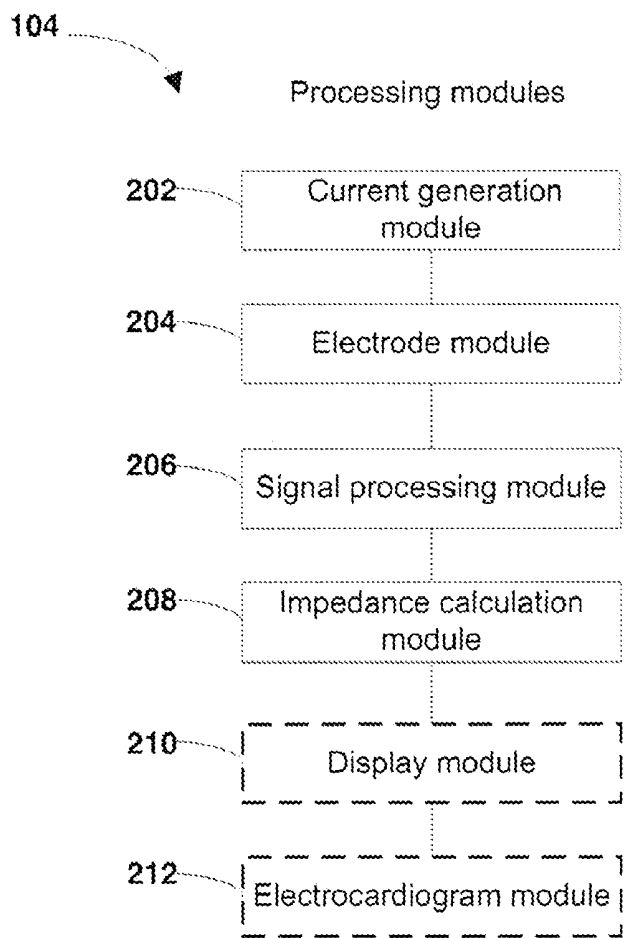 104
Processing modules
202
Current generation
module
204
Electrode module
206
Signal processing module
208
Impedance calculation
module
210
Display module
212
Electrocardiogram module